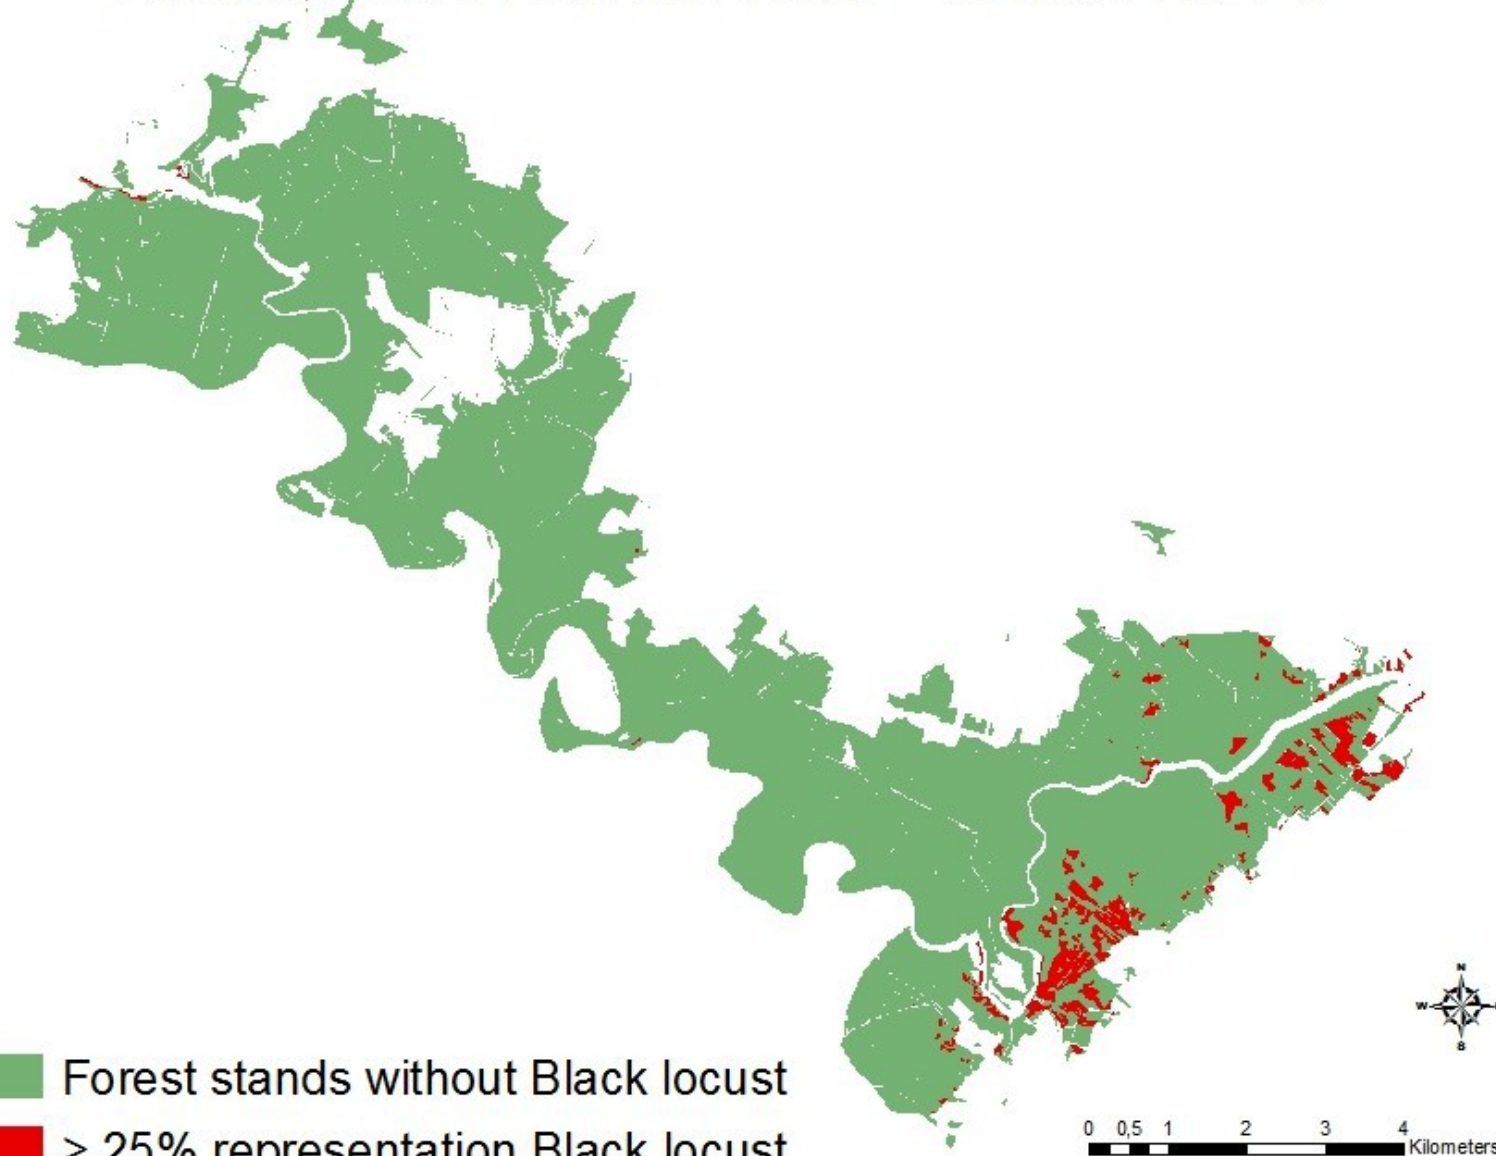 N
W
S
Forest stands without Black locust
> 25% representation Black locust
0 0,5 1 2 3 4
Kilometers